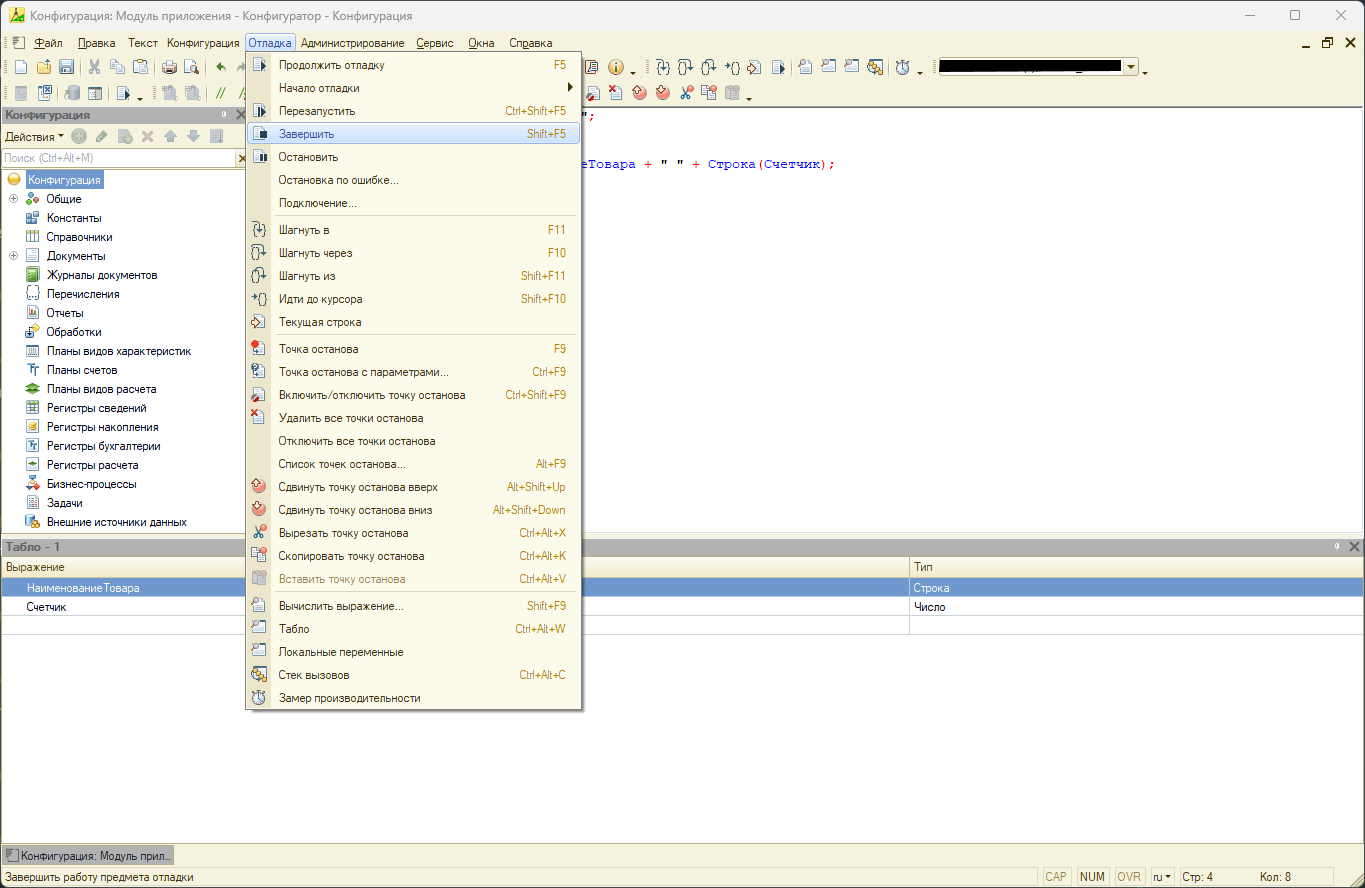 Конфигурация: Модуль приложения - Конфигуратор - Конфигурация
Файл Правка Текст Конфигурация Отладка Администрирование Сервис Окна Справка
Конфигурация
Действия
Поиск (Ctrl+Alt+M)
Конфигурация
Общие
Константы
Справочники
Документы
Журналы документов
Перечисления
Отчеты
Обработки
Планы видов характеристик
Планы счетов
Планы видов расчета
Регистры сведений
Регистры накопления
Регистры бухгалтерии
Регистры расчета
Бизнес-процессы
Задачи
Внешние источники данных
Продолжить отладку F5
Начало отладки
Перезапустить Ctrl+Shift+F5
Завершить Shift+F5
Остановить
Остановка по ошибке...
Подключение...
Шагнуть в F11
Шагнуть через F10
Шагнуть из Shift+F11
Идти до курсора Shift+F10
Текущая строка
Точка останова F9
Точка останова с параметрами... Ctrl+F9
Включить/отключить точку останова Ctrl+Shift+F9
Удалить все точки останова
Отключить все точки останова
Список точек останова... Alt+F9
Сдвинуть точку останова вверх Alt+Shift+Up
Сдвинуть точку останова вниз Alt+Shift+Down
Вырезать точку останова Ctrl+Alt+X
Скопировать точку останова Ctrl+Alt+K
Вставить точку останова Ctrl+Alt+V
Вычислить выражение... Shift+F9
Табло Ctrl+Alt+W
Локальные переменные
Стек вызовов Ctrl+Alt+C
Замер производительности
";
еТовара + " " + Строка(Счетчик);
Табло - 1
Выражение Тип
НаименованиеТовара Строка
Счетчик Число
Конфигурация: Модуль прил...
Завершить работу предмета отладки CAP NUM OVR ru Стр: 4 Кол: 8